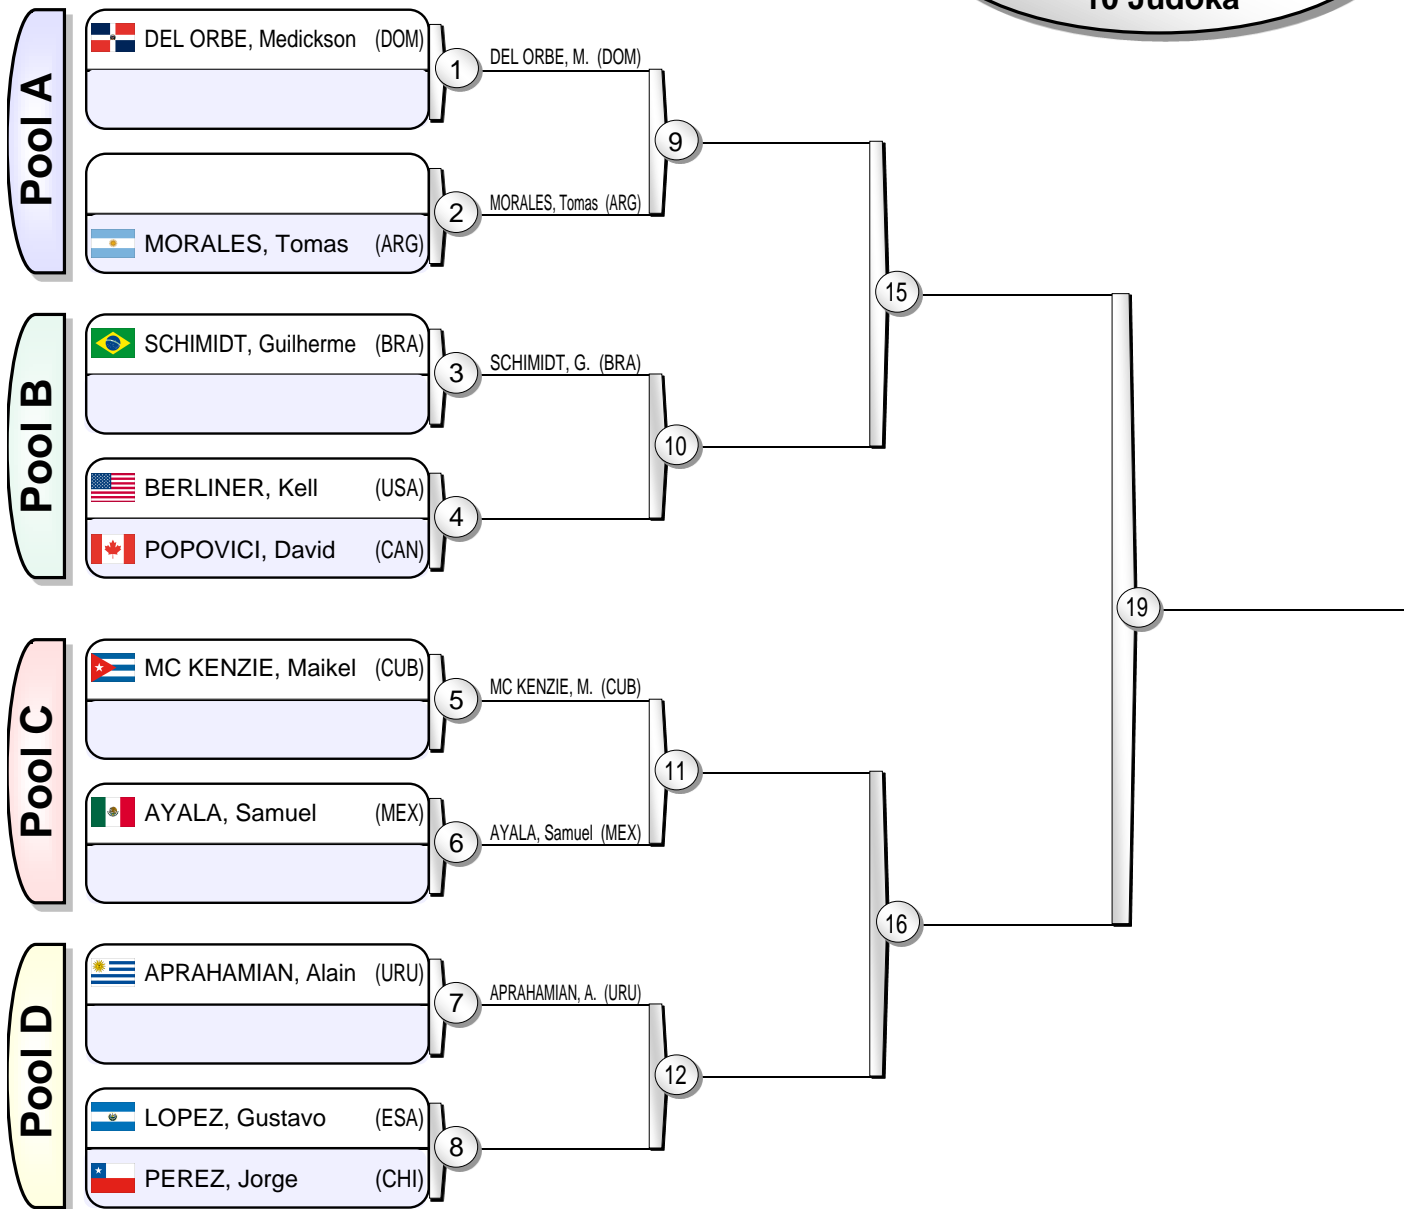 10 Judoka
Pool A
DEL ORBE, Medickson (DOM)
1
DEL ORBE, M. (DOM)
9
2
MORALES, Tomas (ARG)
MORALES, Tomas (ARG)
15
Pool B
SCHIMIDT, Guilherme (BRA)
3
SCHIMIDT, G. (BRA)
10
BERLINER, Kell (USA)
4
POPOVICI, David (CAN)
19
Pool C
MC KENZIE, Maikel (CUB)
5
MC KENZIE, M. (CUB)
11
AYALA, Samuel (MEX)
6
AYALA, Samuel (MEX)
16
Pool D
APRAHAMIAN, Alain (URU)
7
APRAHAMIAN, A. (URU)
12
LOPEZ, Gustavo (ESA)
8
PEREZ, Jorge (CHI)